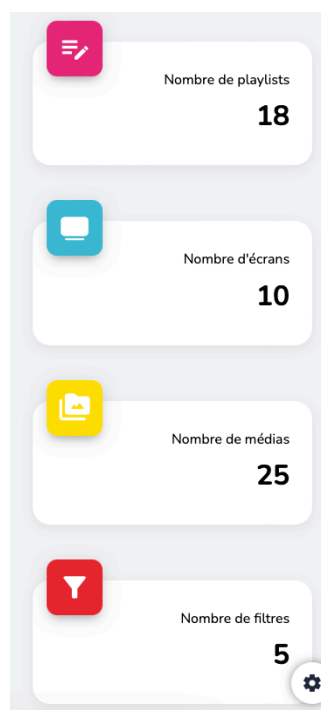 Nombre de playlists
18
Nombre d'écrans
10
Nombre de médias
25
Nombre de filtres
5